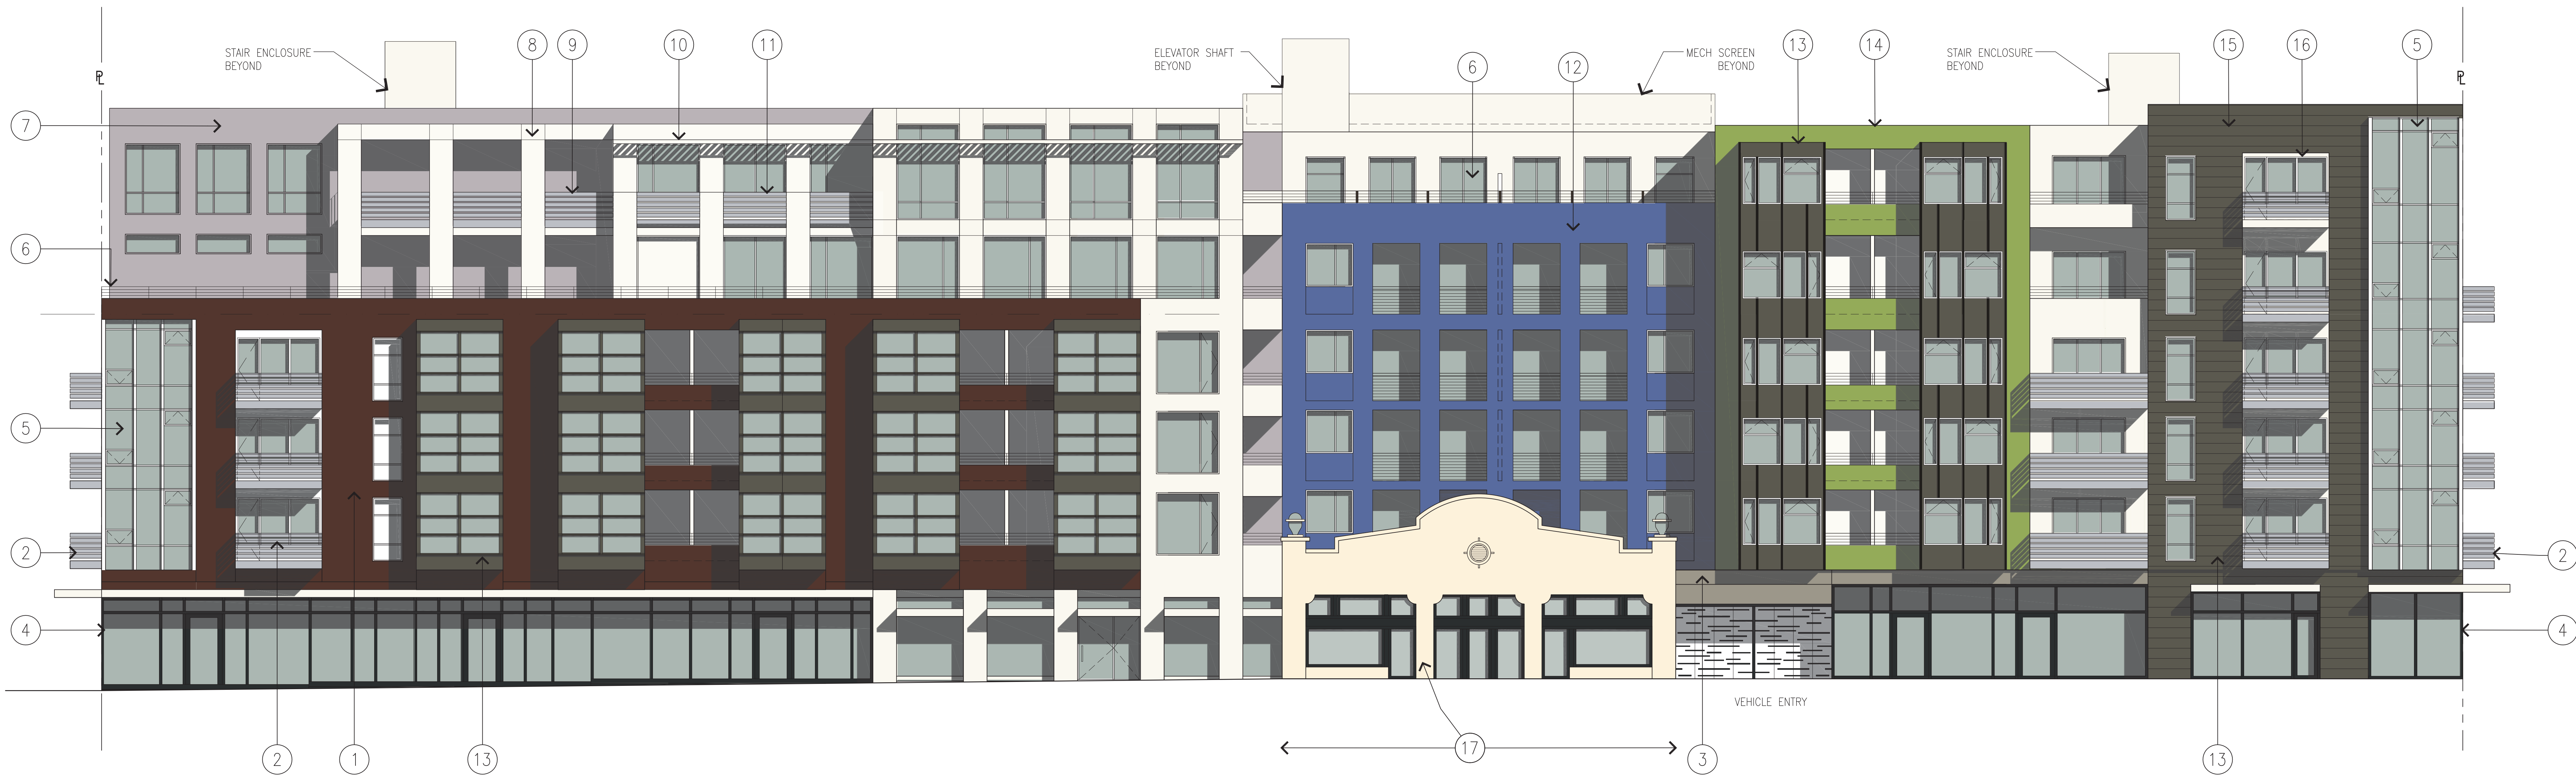 STAIR ENCLOSURE
BEYOND
8
9
10
11
ELEVATOR SHAFT
BEYOND
6
12
MECH SCREEN
BEYOND
13
14
STAIR ENCLOSURE
BEYOND
15
16
5
PL
PL
7
6
5
2
2
4
4
VEHICLE ENTRY
2
1
13
17
3
13